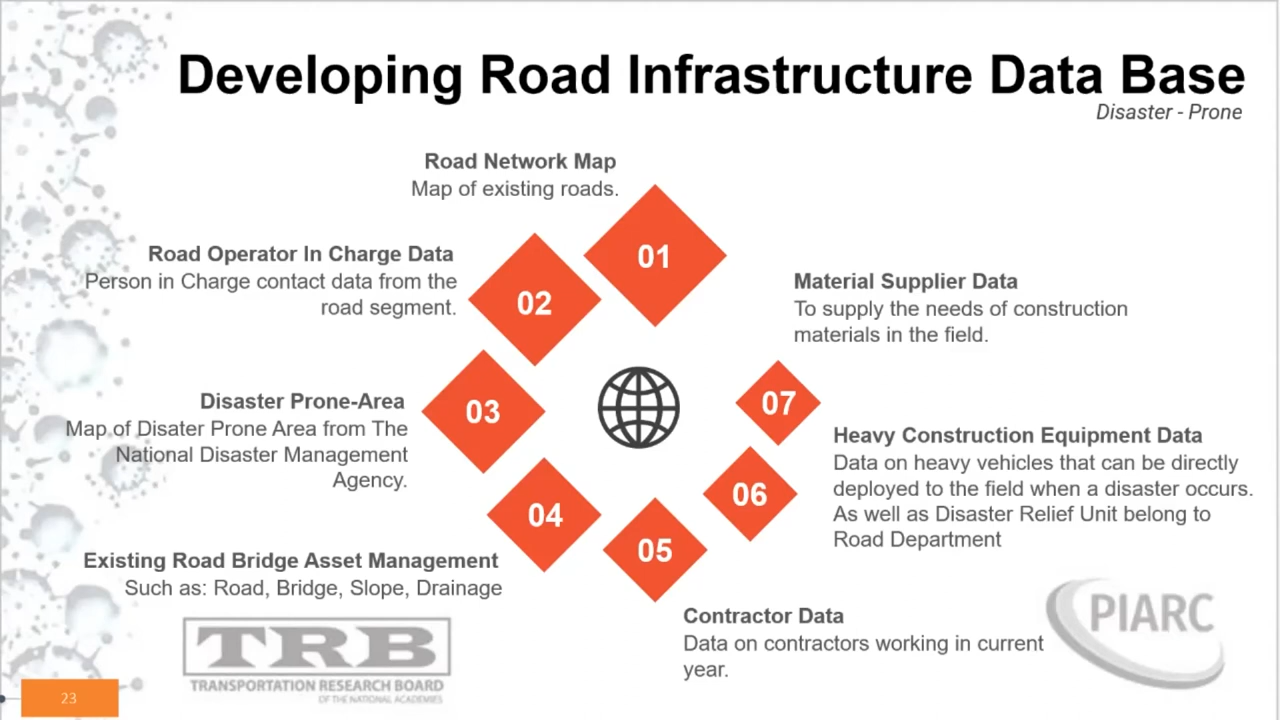 Developing Road Infrastructure Data Base
Disaster - Prone
Road Network Map
Map of existing roads.
01
Road Operator In Charge Data
Person in Charge contact data from the
road segment.
02
Disaster Prone-Area
Map of Disater Prone Area from The
National Disaster Management
Agency.
03
Existing Road Bridge Asset Management
Such as: Road, Bridge, Slope, Drainage
04
05
Contractor Data
Data on contractors working in current
year.
06
Heavy Construction Equipment Data
Data on heavy vehicles that can be directly
deployed to the field when a disaster occurs.
As well as Disaster Relief Unit belong to
Road Department
07
Material Supplier Data
To supply the needs of construction
materials in the field.
TRB
TRANSPORTATION RESEARCH BOARD
OF THE NATIONAL ACADEMIES
PIARC
23